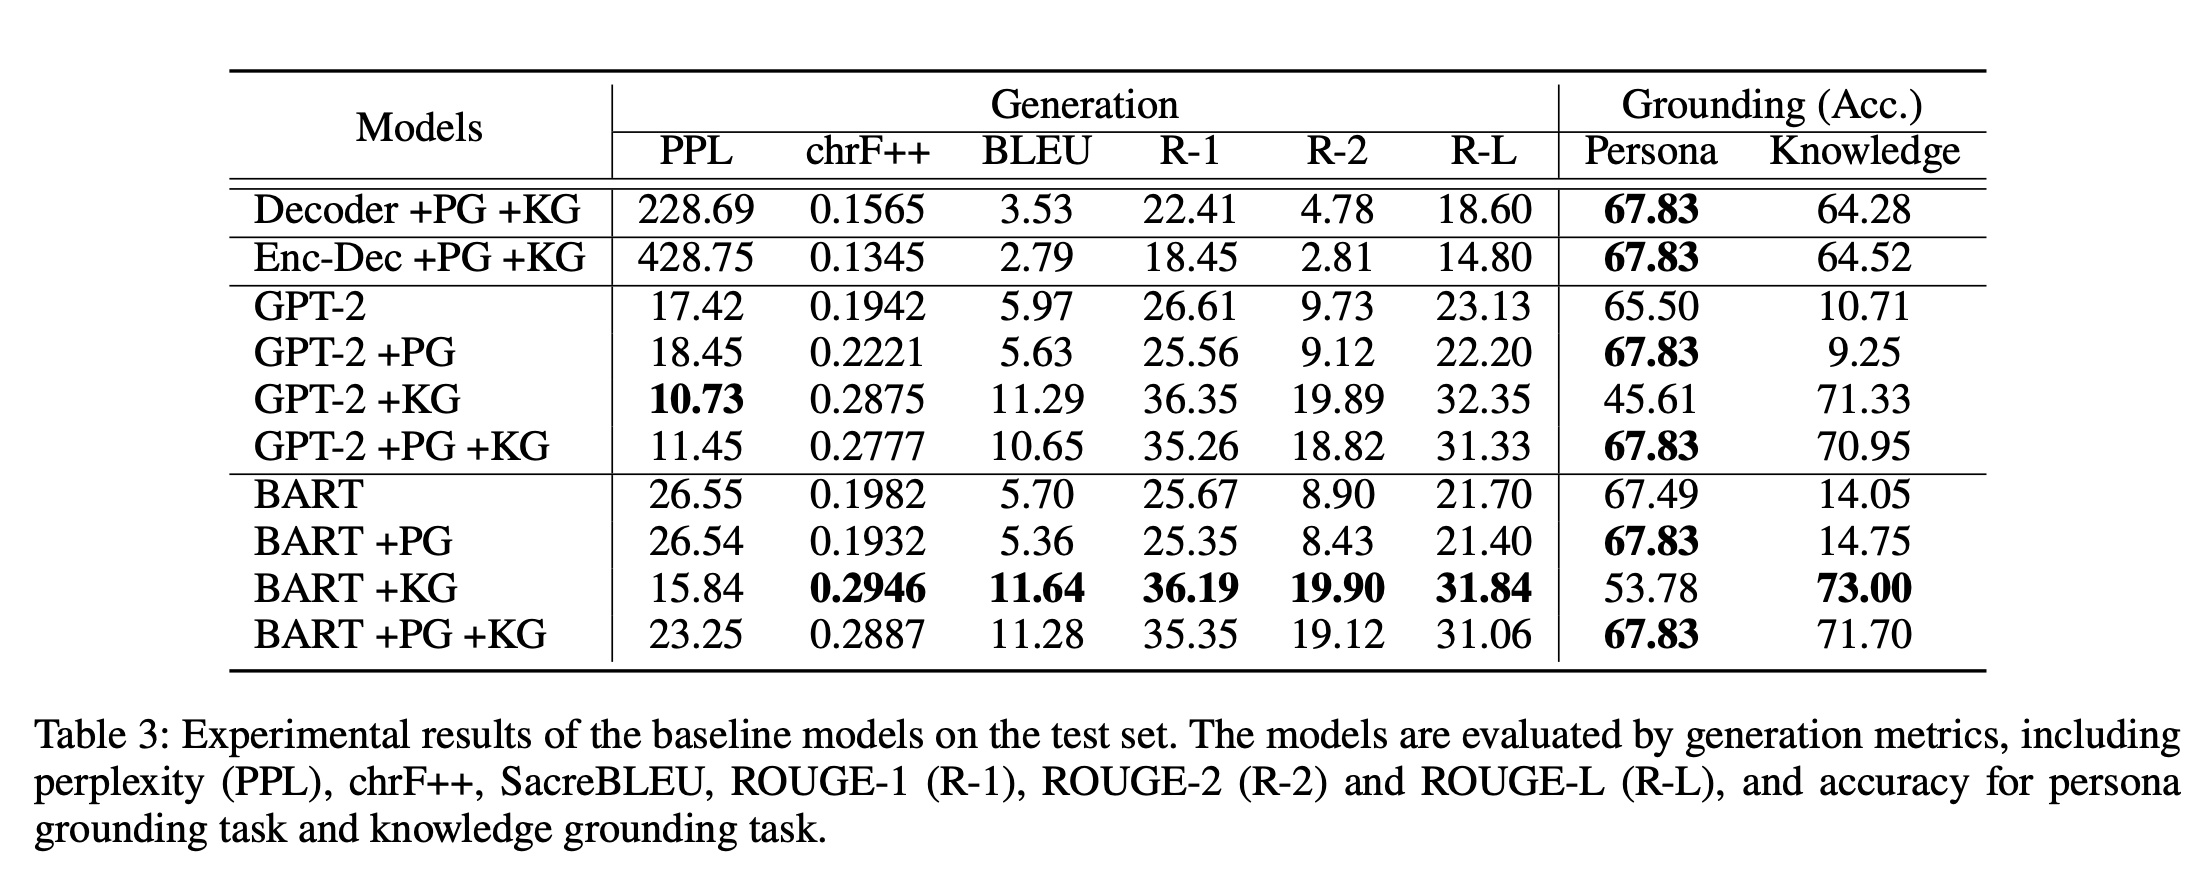 Models Generation Grounding (Acc.)
PPL chrF++ BLEU R-1 R-2 R-L Persona Knowledge
Decoder +PG +KG 228.69 0.1565 3.53 22.41 4.78 18.60 67.83 64.28
Enc-Dec +PG +KG 428.75 0.1345 2.79 18.45 2.81 14.80 67.83 64.52
GPT-2 17.42 0.1942 5.97 26.61 9.73 23.13 65.50 10.71
GPT-2 +PG 18.45 0.2221 5.63 25.56 9.12 22.20 67.83 9.25
GPT-2 +KG 10.73 0.2875 11.29 36.35 19.89 32.35 45.61 71.33
GPT-2 +PG +KG 11.45 0.2777 10.65 35.26 18.82 31.33 67.83 70.95
BART 26.55 0.1982 5.70 25.67 8.90 21.70 67.49 14.05
BART +PG 26.54 0.1932 5.36 25.35 8.43 21.40 67.83 14.75
BART +KG 15.84 0.2946 11.64 36.19 19.90 31.84 53.78 73.00
BART +PG +KG 23.25 0.2887 11.28 35.35 19.12 31.06 67.83 71.70
Table 3: Experimental results of the baseline models on the test set. The models are evaluated by generation metrics, including
perplexity (PPL), chrF++, SacreBLEU, ROUGE-1 (R-1), ROUGE-2 (R-2) and ROUGE-L (R-L), and accuracy for persona
grounding task and knowledge grounding task.